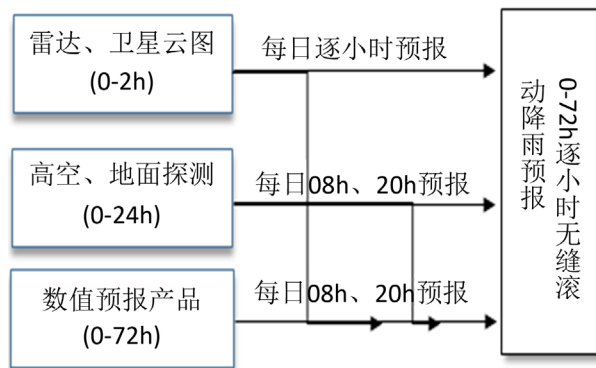 雷达、卫星云图
(0-2h)
每日逐小时预报
高空、地面探测
(0-24h)
每日08h、20h预报
数值预报产品
(0-72h)
每日08h、20h预报
0-72h逐小时无缝滚
动降雨预报